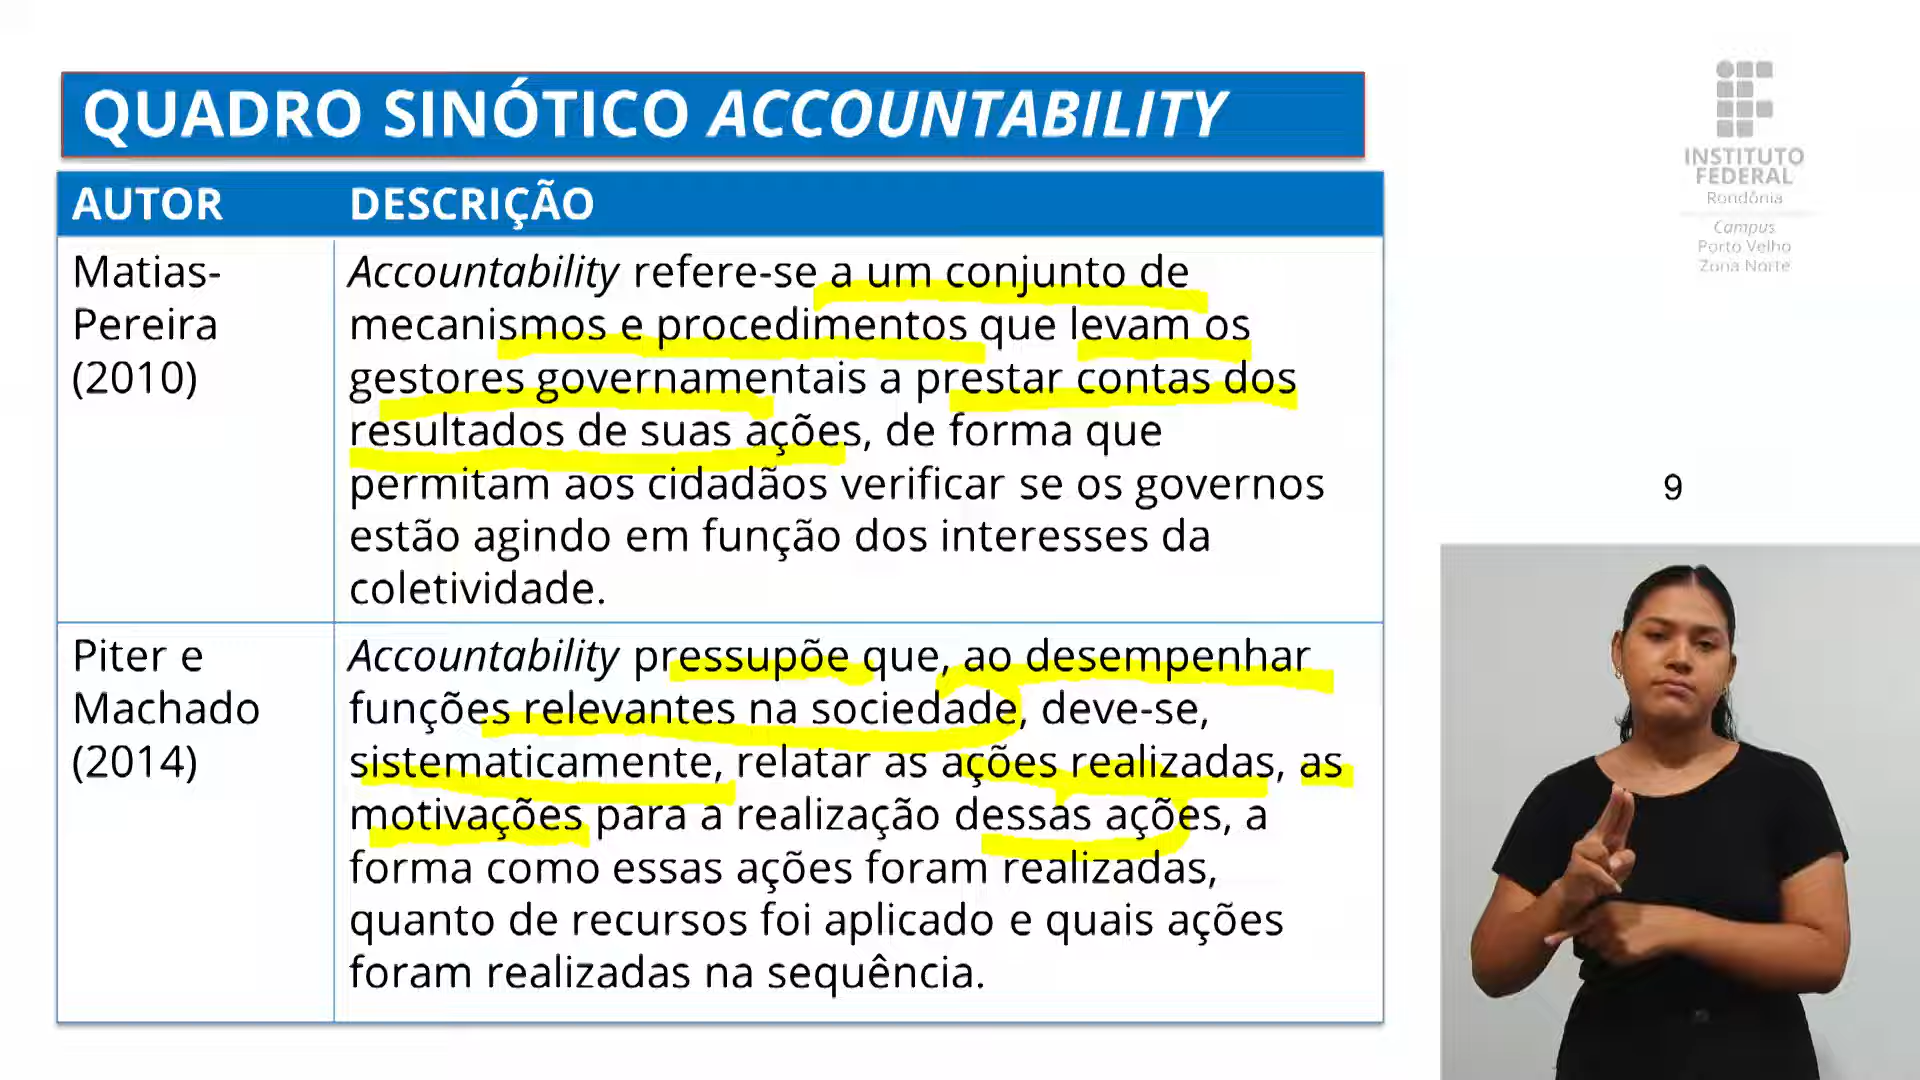 QUADRO SINÓTICO ACCOUNTABILITY
AUTOR DESCRIÇÃO
Matias-
Pereira
(2010)
Accountability refere-se a um conjunto de
mecanismos e procedimentos que levam os
gestores governamentais a prestar contas dos
resultados de suas ações, de forma que
permitam aos cidadãos verificar se os governos
estão agindo em função dos interesses da
coletividade.
Piter e
Machado
(2014)
Accountability pressupõe que, ao desempenhar
funções relevantes na sociedade, deve-se,
sistematicamente, relatar as ações realizadas, as
motivações para a realização dessas ações, a
forma como essas ações foram realizadas,
quanto de recursos foi aplicado e quais ações
foram realizadas na sequência.
INSTITUTO
FEDERAL
Rondônia
Campus
Porto Velho
Zona Norte
9